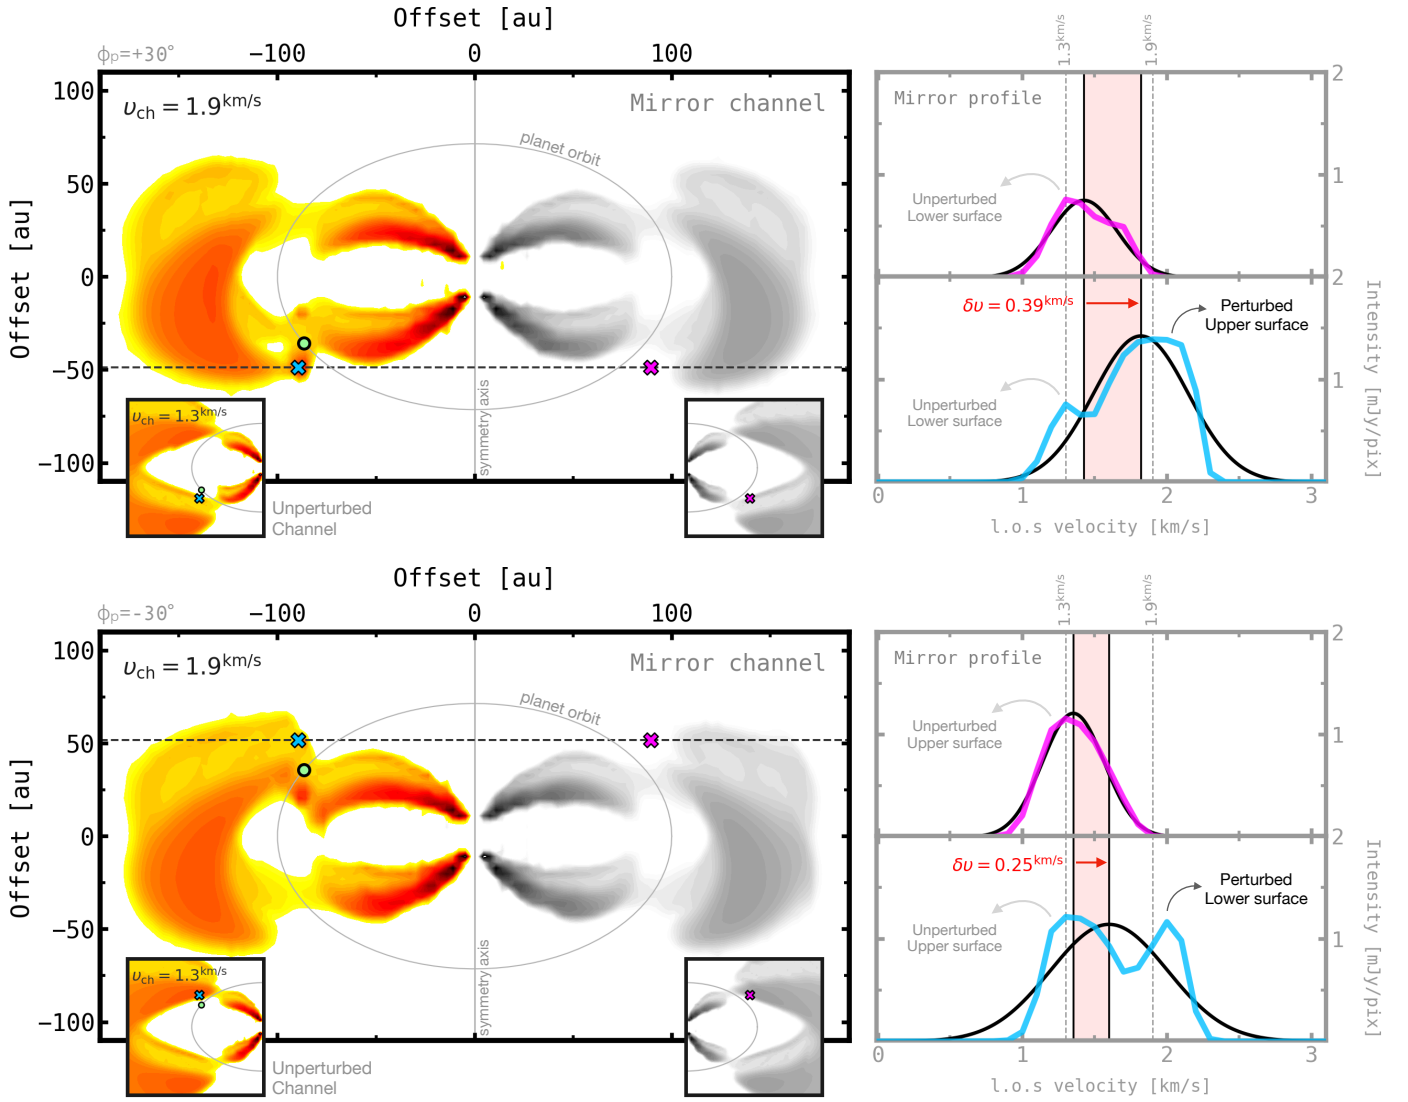 Offset [au]
ϕp=+30°
−100
0
100
υch = 1.9km/s
Mirror channel
planet orbit
100
50
0
−50
−100
Offset [au]
symmetry axis
υch = 1.3km/s
Unperturbed
Channel
1.3km/s
1.9km/s
Mirror profile
Unperturbed
Lower surface
2
1
2
δυ = 0.39km/s
Perturbed
Upper surface
Unperturbed
Lower surface
1
Intensity [mJy/pix]
0
1
2
3
l.o.s velocity [km/s]
Offset [au]
ϕp=-30°
−100
0
100
υch = 1.9km/s
Mirror channel
planet orbit
100
50
0
−50
−100
Offset [au]
symmetry axis
υch = 1.3km/s
Unperturbed
Channel
1.3km/s
1.9km/s
Mirror profile
Unperturbed
Upper surface
2
1
2
δυ = 0.25km/s
Perturbed
Lower surface
Unperturbed
Upper surface
1
Intensity [mJy/pix]
0
1
2
3
l.o.s velocity [km/s]